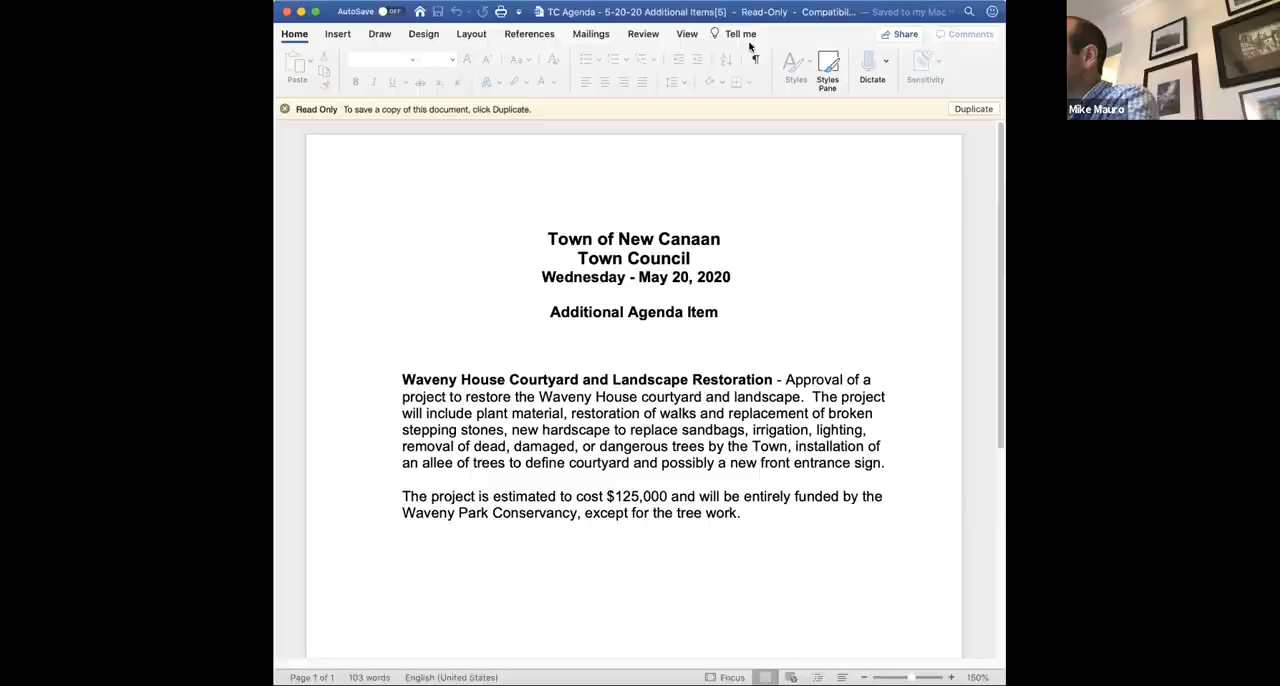 AutoSave OFF TC Agenda - 5-20-20 Additional Items[5] - Read-Only - Compatibil... — Saved to my Mac
Home Insert Draw Design Layout References Mailings Review View Tell me Share Comments
Paste
Styles
Styles
Pane
Dictate
Sensitivity
Read Only To save a copy of this document, click Duplicate. Duplicate
Mike Mauro
Town of New Canaan
Town Council
Wednesday - May 20, 2020
Additional Agenda Item
Waveny House Courtyard and Landscape Restoration - Approval of a
project to restore the Waveny House courtyard and landscape. The project
will include plant material, restoration of walks and replacement of broken
stepping stones, new hardscape to replace sandbags, irrigation, lighting,
removal of dead, damaged, or dangerous trees by the Town, installation of
an allee of trees to define courtyard and possibly a new front entrance sign.
The project is estimated to cost $125,000 and will be entirely funded by the
Waveny Park Conservancy, except for the tree work.
Page 1 of 1 103 words English (United States) Focus 150%